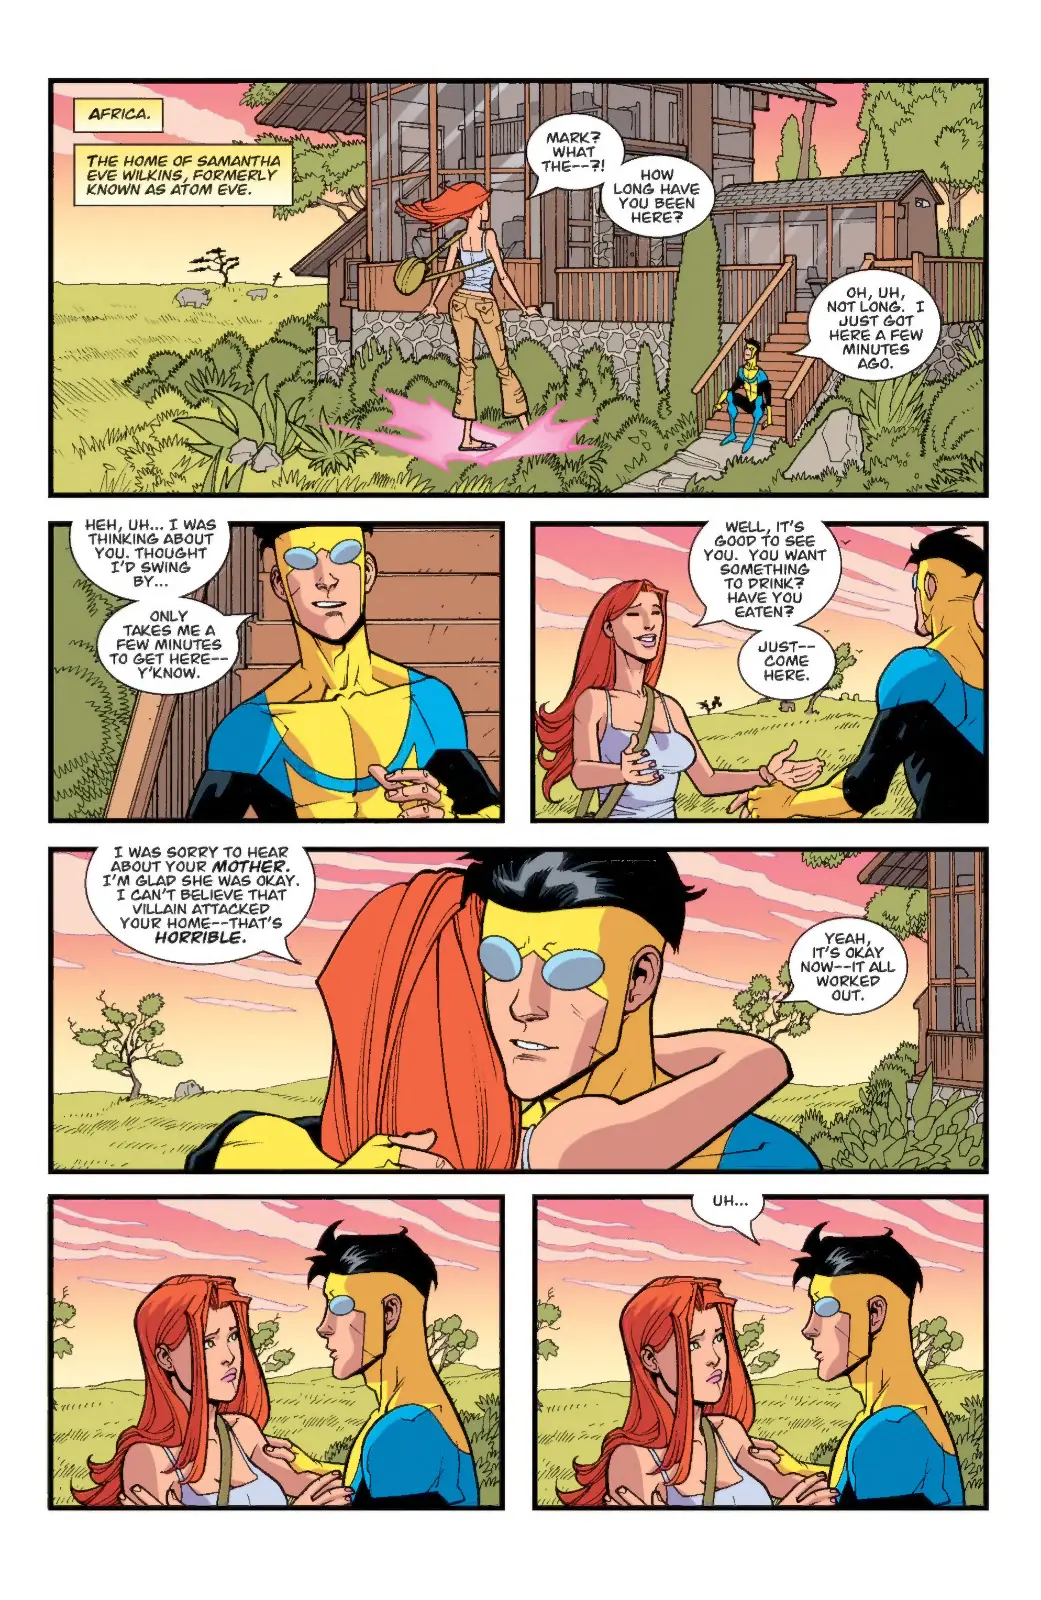 AFRICA.
THE HOME OF SAMANTHA
EVE WILKINS, FORMERLY
KNOWN AS ATOM EVE.
MARK?
WHAT
THE--?!
HOW
LONG HAVE
YOU BEEN
HERE?
OH, UH,
NOT LONG. I
JUST GOT
HERE A FEW
MINUTES
AGO.
HEH, UH... I WAS
THINKING ABOUT
YOU. THOUGHT
I'D SWING
BY...
ONLY
TAKES ME A
FEW MINUTES
TO GET HERE--
Y'KNOW.
WELL, IT'S
GOOD TO SEE
YOU. YOU WANT
SOMETHING
TO DRINK?
HAVE YOU
EATEN?
JUST--
COME
HERE.
I WAS SORRY TO HEAR
ABOUT YOUR MOTHER.
I'M GLAD SHE WAS OKAY.
I CAN'T BELIEVE THAT
VILLAIN ATTACKED
YOUR HOME--THAT'S
HORRIBLE.
YEAH,
IT'S OKAY
NOW--IT ALL
WORKED
OUT.
UH...